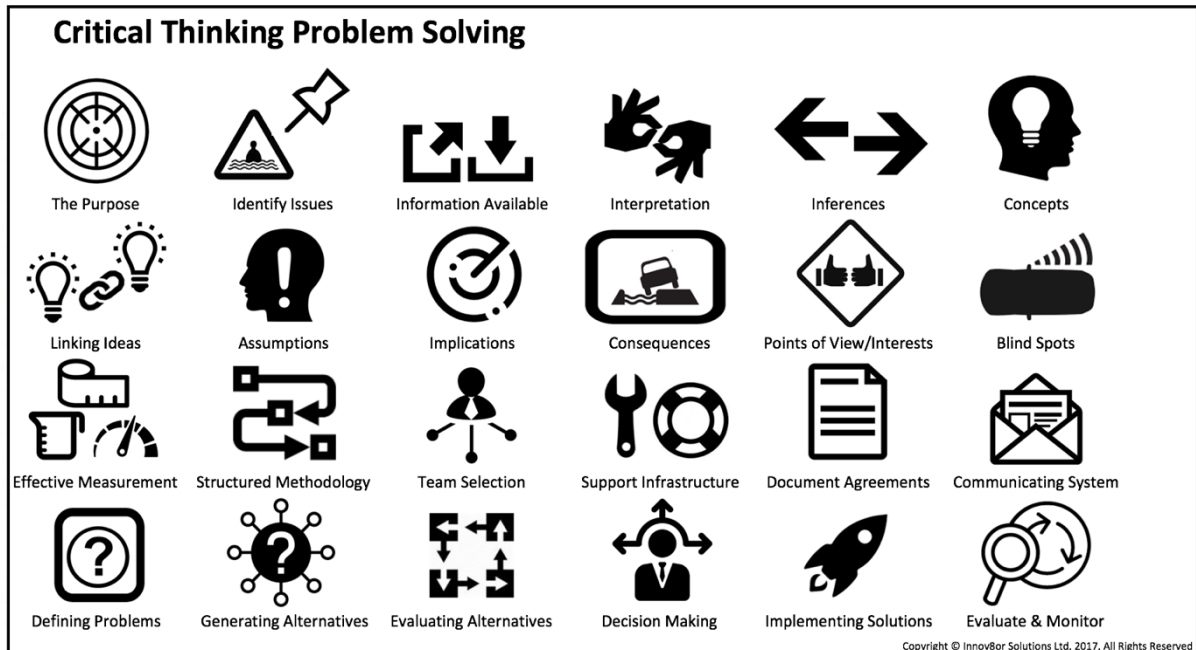 Critical Thinking Problem Solving
The Purpose
Identify Issues
Information Available
Interpretation
Inferences
Concepts
Linking Ideas
Assumptions
Implications
Consequences
Points of View/Interests
Blind Spots
Effective Measurement
Structured Methodology
Team Selection
Support Infrastructure
Document Agreements
Communicating System
?
?
Defining Problems
Generating Alternatives
Evaluating Alternatives
Decision Making
Implementing Solutions
Evaluate & Monitor
Copyright © Innov8or Solutions Ltd, 2017, All Rights Reserved